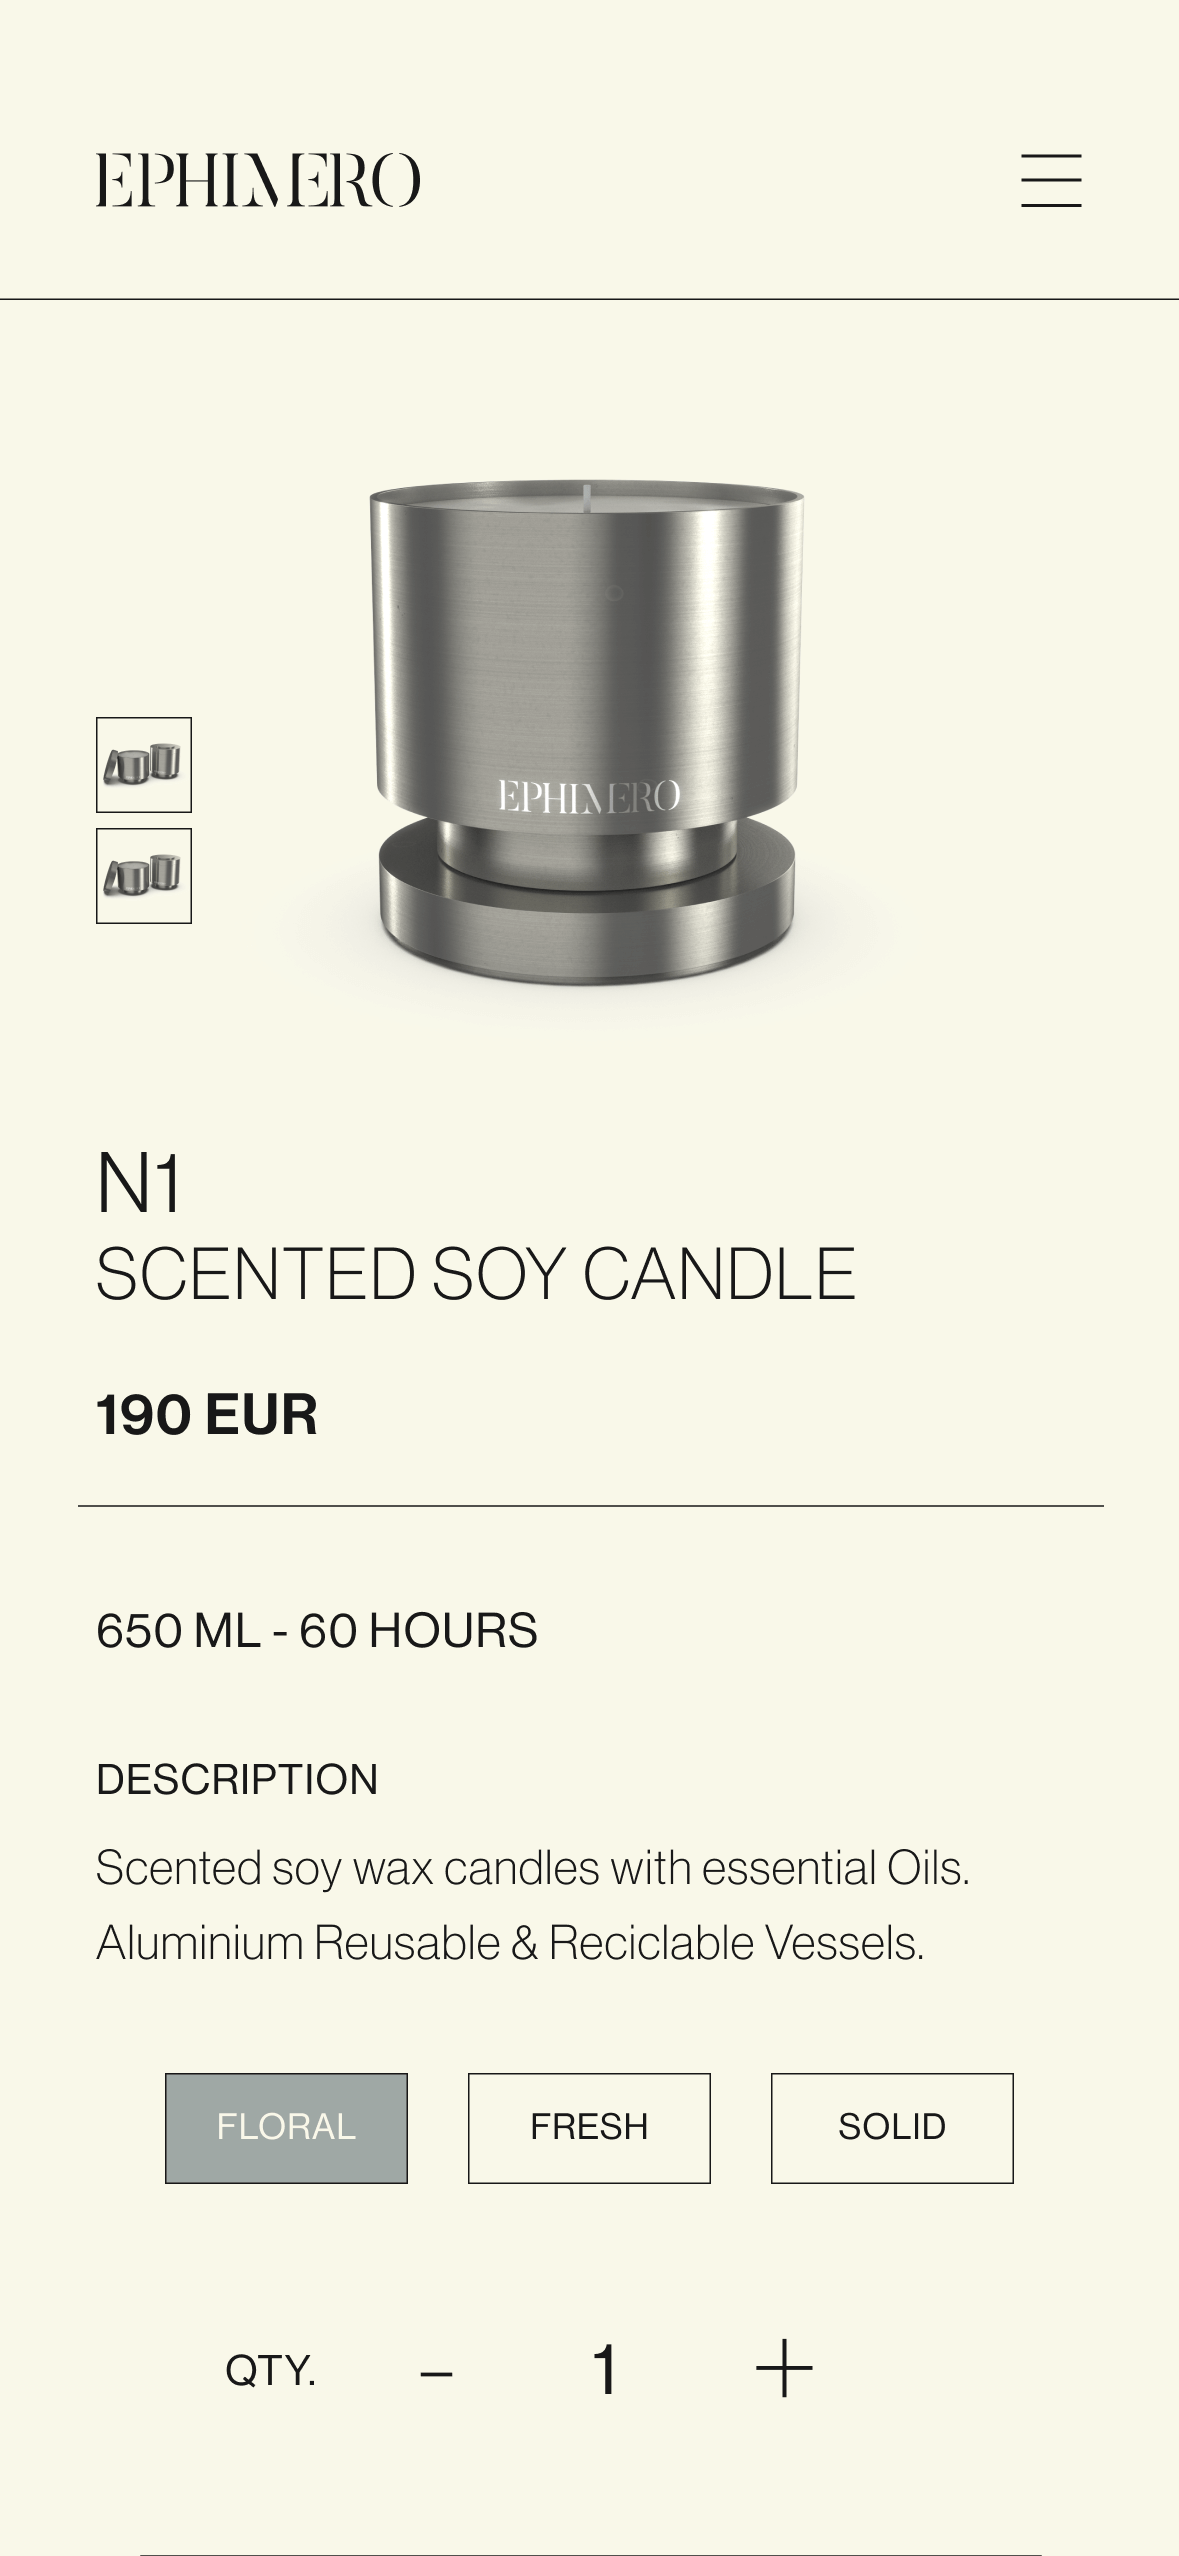 EPHIMERO
EPHIMERO
N1
SCENTED SOY CANDLE
190 EUR
650 ML - 60 HOURS
DESCRIPTION
Scented soy wax candles with essential Oils.
Aluminium Reusable & Reciclable Vessels.
FLORAL FRESH SOLID
QTY. – 1 +